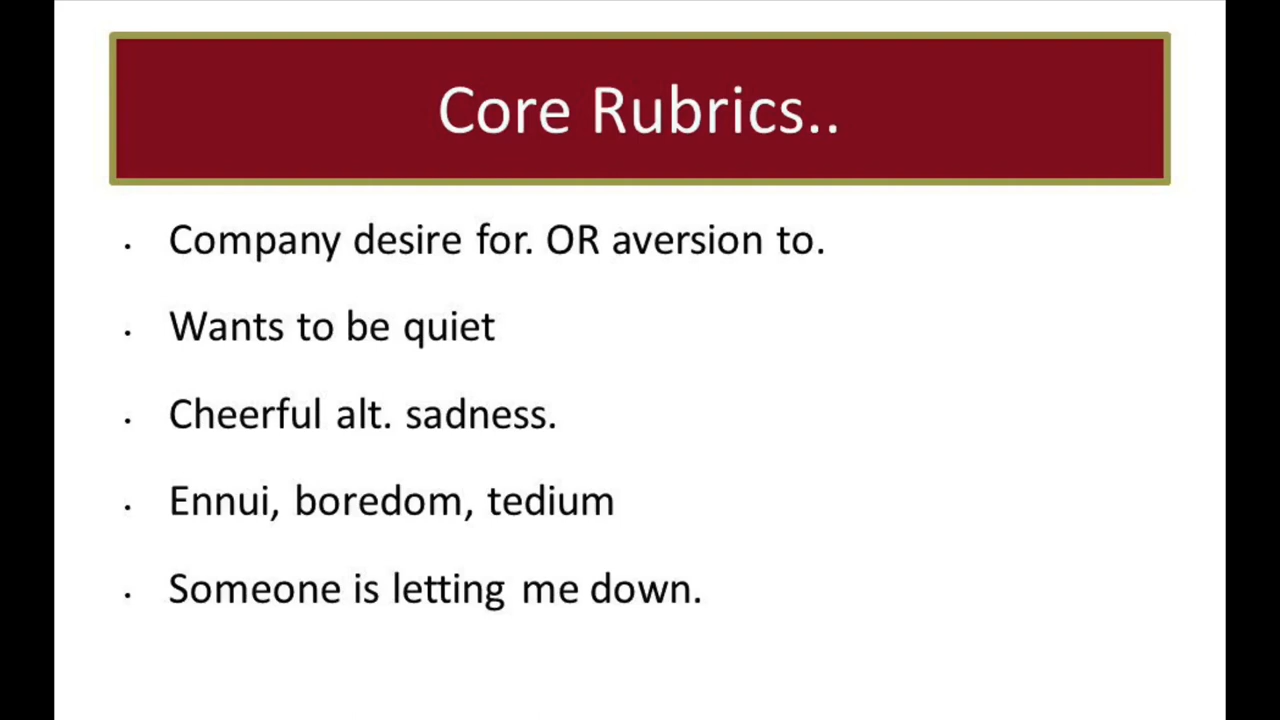 Core Rubrics..
· Company desire for. OR aversion to.
· Wants to be quiet
· Cheerful alt. sadness.
· Ennui, boredom, tedium
· Someone is letting me down.